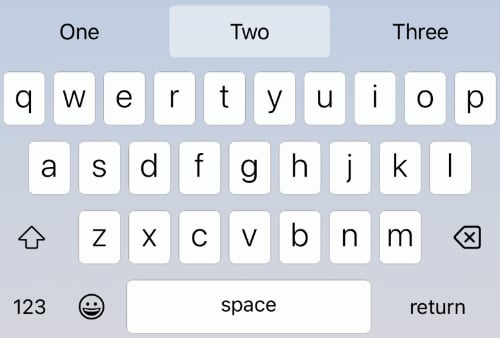 One Two Three
q w e r t y u i o p
a s d f g h j k l
z x c v b n m
123 space return